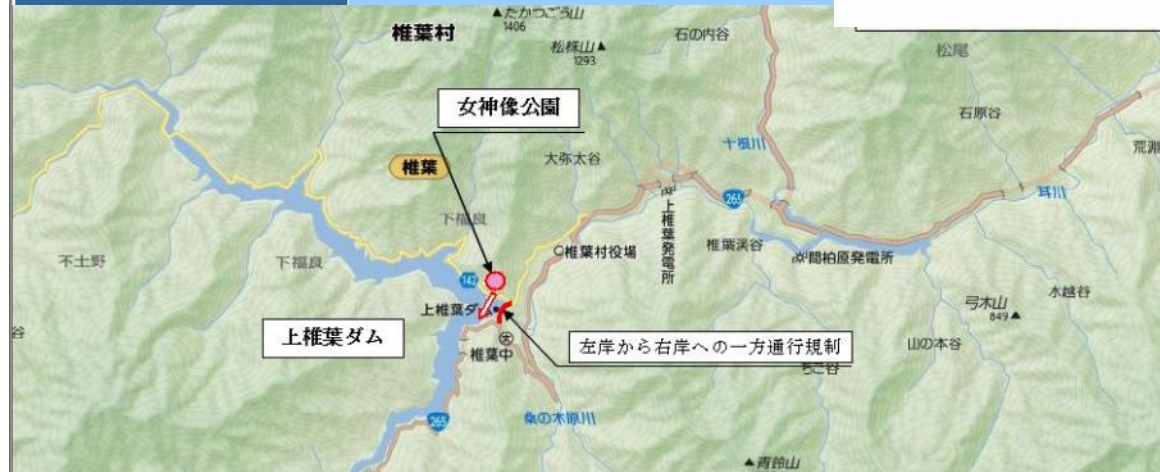 たかつごう山
1406
椎葉村
石の内谷
松株山
1293
松尾
女神像公園
石原谷
十根川
荒淵
大弥太谷
椎葉
265
耳川
下福良
上椎葉発電所
椎葉渓谷
椎葉村役場
間柏原発電所
不土野
下福良
142
水越谷
弓木山
849
谷
上椎葉ダム
上椎葉ダム
左岸から右岸への一方通行規制
山の本谷
椎葉中
文
265
桑の木原川
青鈴山